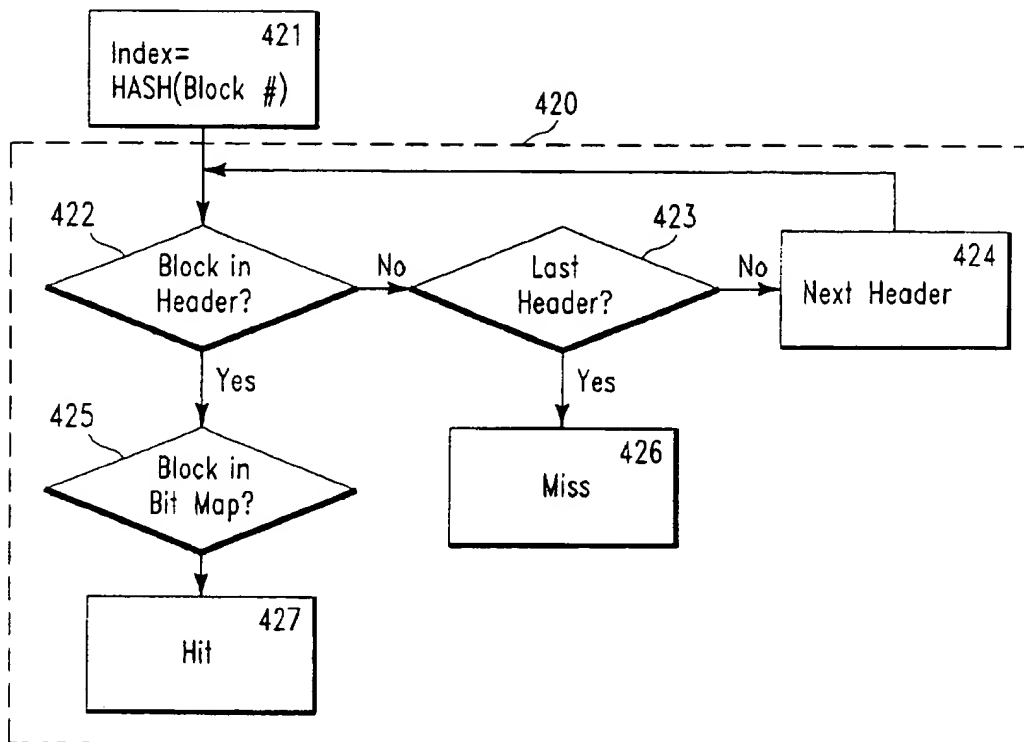 421
Index=
HASH(Block #)
420
422
Block in
Header?
No
423
Last
Header?
No
424
Next Header
Yes
Yes
425
Block in
Bit Map?
426
Miss
427
Hit